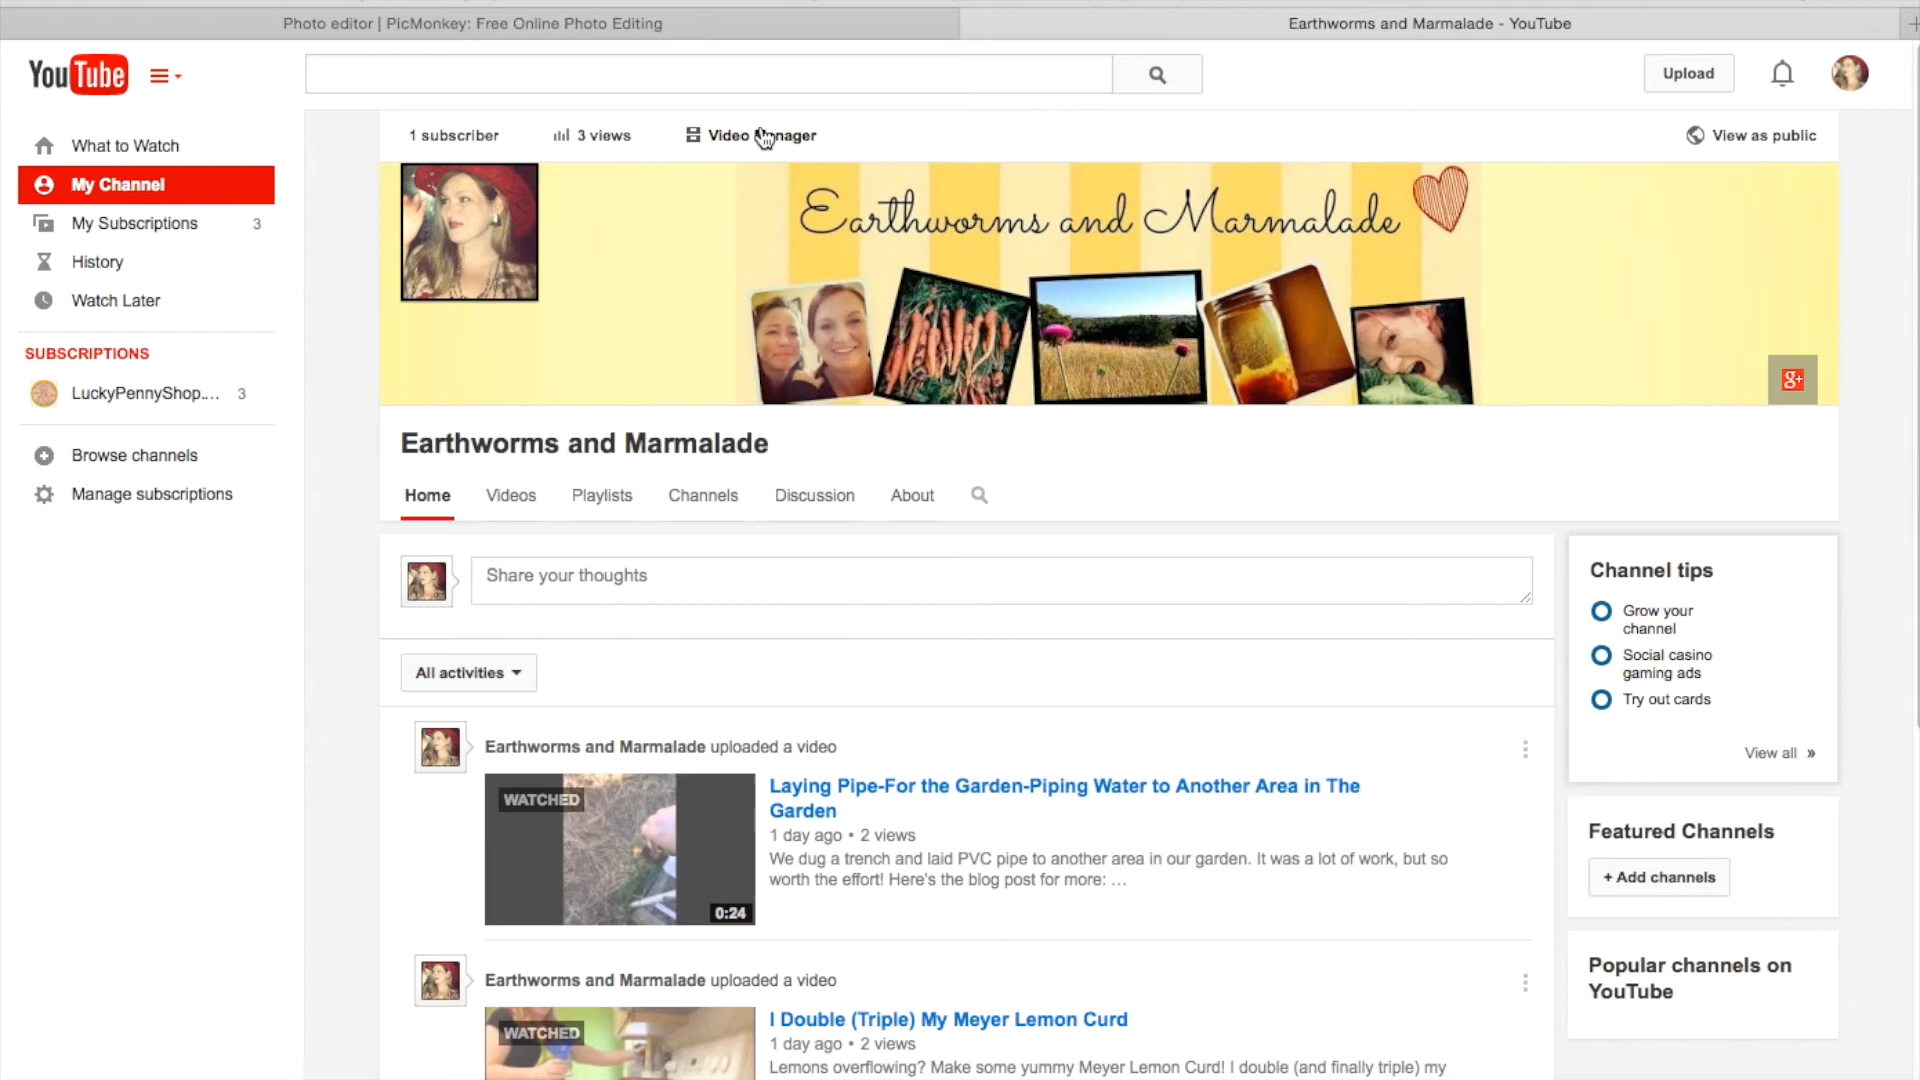 Photo editor | PicMonkey: Free Online Photo Editing
Earthworms and Marmalade - YouTube
YouTube
Upload
What to Watch
My Channel
My Subscriptions 3
History
Watch Later
SUBSCRIPTIONS
LuckyPennyShop.... 3
Browse channels
Manage subscriptions
1 subscriber
3 views
Video Manager
View as public
Earthworms and Marmalade
g+
Earthworms and Marmalade
Home
Videos
Playlists
Channels
Discussion
About
Share your thoughts
All activities
Earthworms and Marmalade uploaded a video
WATCHED
0:24
Laying Pipe-For the Garden-Piping Water to Another Area in The
Garden
1 day ago • 2 views
We dug a trench and laid PVC pipe to another area in our garden. It was a lot of work, but so
worth the effort! Here's the blog post for more: ...
Earthworms and Marmalade uploaded a video
WATCHED
I Double (Triple) My Meyer Lemon Curd
1 day ago • 2 views
Lemons overflowing? Make some yummy Meyer Lemon Curd! I double (and finally triple) my
Channel tips
Grow your
channel
Social casino
gaming ads
Try out cards
View all »
Featured Channels
+ Add channels
Popular channels on
YouTube